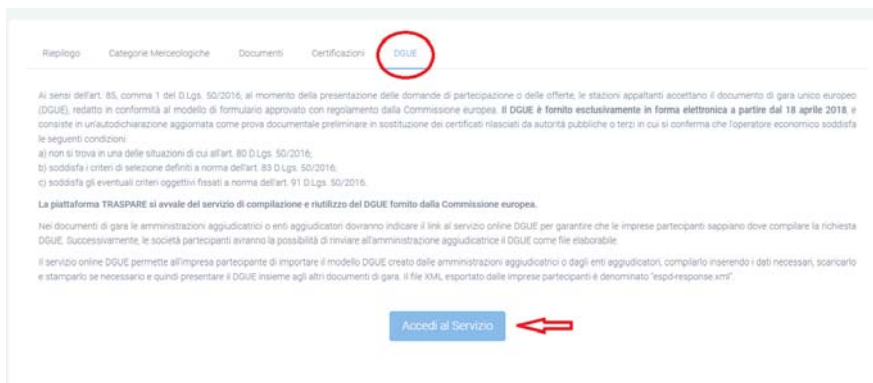 Riepilogo Categorie Merceologiche Documenti Certificazioni DGUE
Ai sensi dell'art. 85, comma 1 del D.Lgs. 50/2016, al momento della presentazione delle domande di partecipazione o delle offerte, le stazioni appaltanti accettano il documento di gara unico europeo
(DGUE), redatto in conformità al modello di formulario approvato con regolamento dalla Commissione europea. Il DGUE è fornito esclusivamente in forma elettronica a partire dal 18 aprile 2018, e
consiste in un'autodichiarazione aggiornata come prova documentale preliminare in sostituzione dei certificati rilasciati da autorità pubbliche o terzi in cui si conferma che l'operatore economico soddisfa
le seguenti condizioni:
a) non si trova in una delle situazioni di cui all'art. 80 D.Lgs. 50/2016;
b) soddisfa i criteri di selezione definiti a norma dell'art. 83 D.Lgs. 50/2016;
c) soddisfa gli eventuali criteri oggettivi fissati a norma dell'art. 91 D.Lgs. 50/2016.
La piattaforma TRASPARE si avvale del servizio di compilazione e riutilizzo del DGUE fornito dalla Commissione europea.
Nei documenti di gara le amministrazioni aggiudicatrici o enti aggiudicatori dovranno indicare il link al servizio online DGUE per garantire che le imprese partecipanti sappiano dove compilare la richiesta
DGUE. Successivamente, le società partecipanti avranno la possibilità di rinviare all'amministrazione aggiudicatrice il DGUE come file elaborabile.
Il servizio online DGUE permette all'impresa partecipante di importare il modello DGUE creato dalle amministrazioni aggiudicatrici o dagli enti aggiudicatori, compilarlo inserendo i dati necessari, scaricarlo
e stamparlo se necessario e quindi presentare il DGUE insieme agli altri documenti di gara. Il file XML esportato dalle imprese partecipanti è denominato "espd-response.xml".
Accedi al Servizio